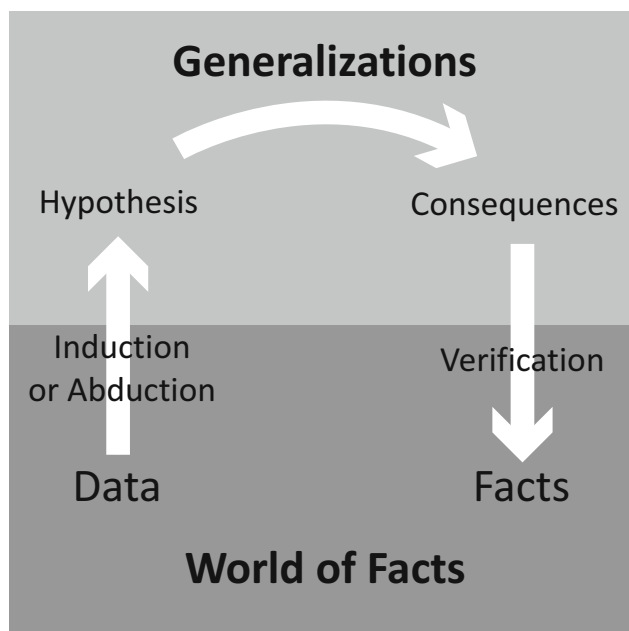 Generalizations
Hypothesis
Consequences
Induction
or Abduction
Verification
Data
Facts
World of Facts